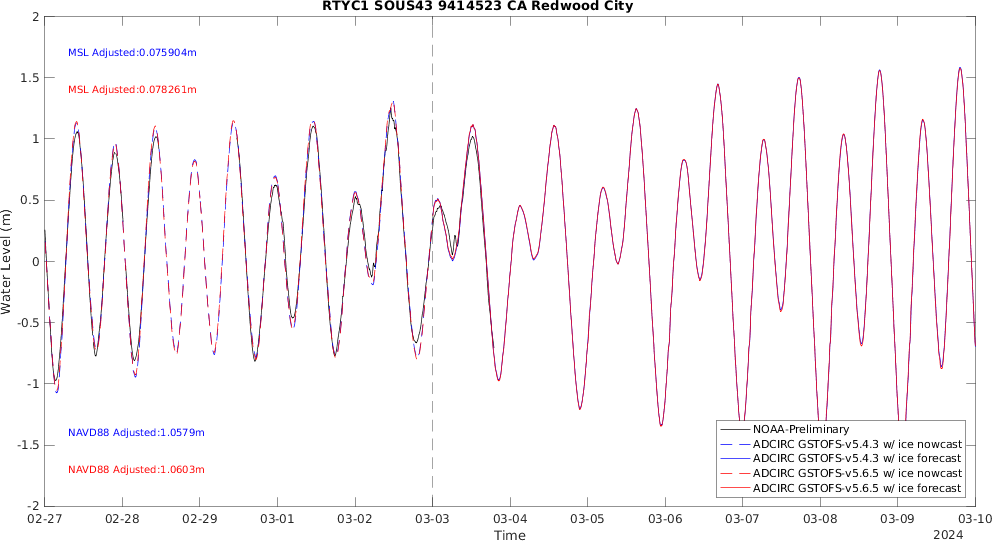 RTYC1 SOUS43 9414523 CA Redwood City
2
1.5
1
0.5
0
-0.5
-1
-1.5
-2
Water Level (m)
MSL Adjusted:0.075904m
MSL Adjusted:0.078261m
NAVD88 Adjusted:1.0579m
NAVD88 Adjusted:1.0603m
NOAA-Preliminary
ADCIRC GSTOFS-v5.4.3 w/ ice nowcast
ADCIRC GSTOFS-v5.4.3 w/ ice forecast
ADCIRC GSTOFS-v5.6.5 w/ ice nowcast
ADCIRC GSTOFS-v5.6.5 w/ ice forecast
02-27 02-28 02-29 03-01 03-02 03-03 03-04 03-05 03-06 03-07 03-08 03-09 03-10
Time
2024